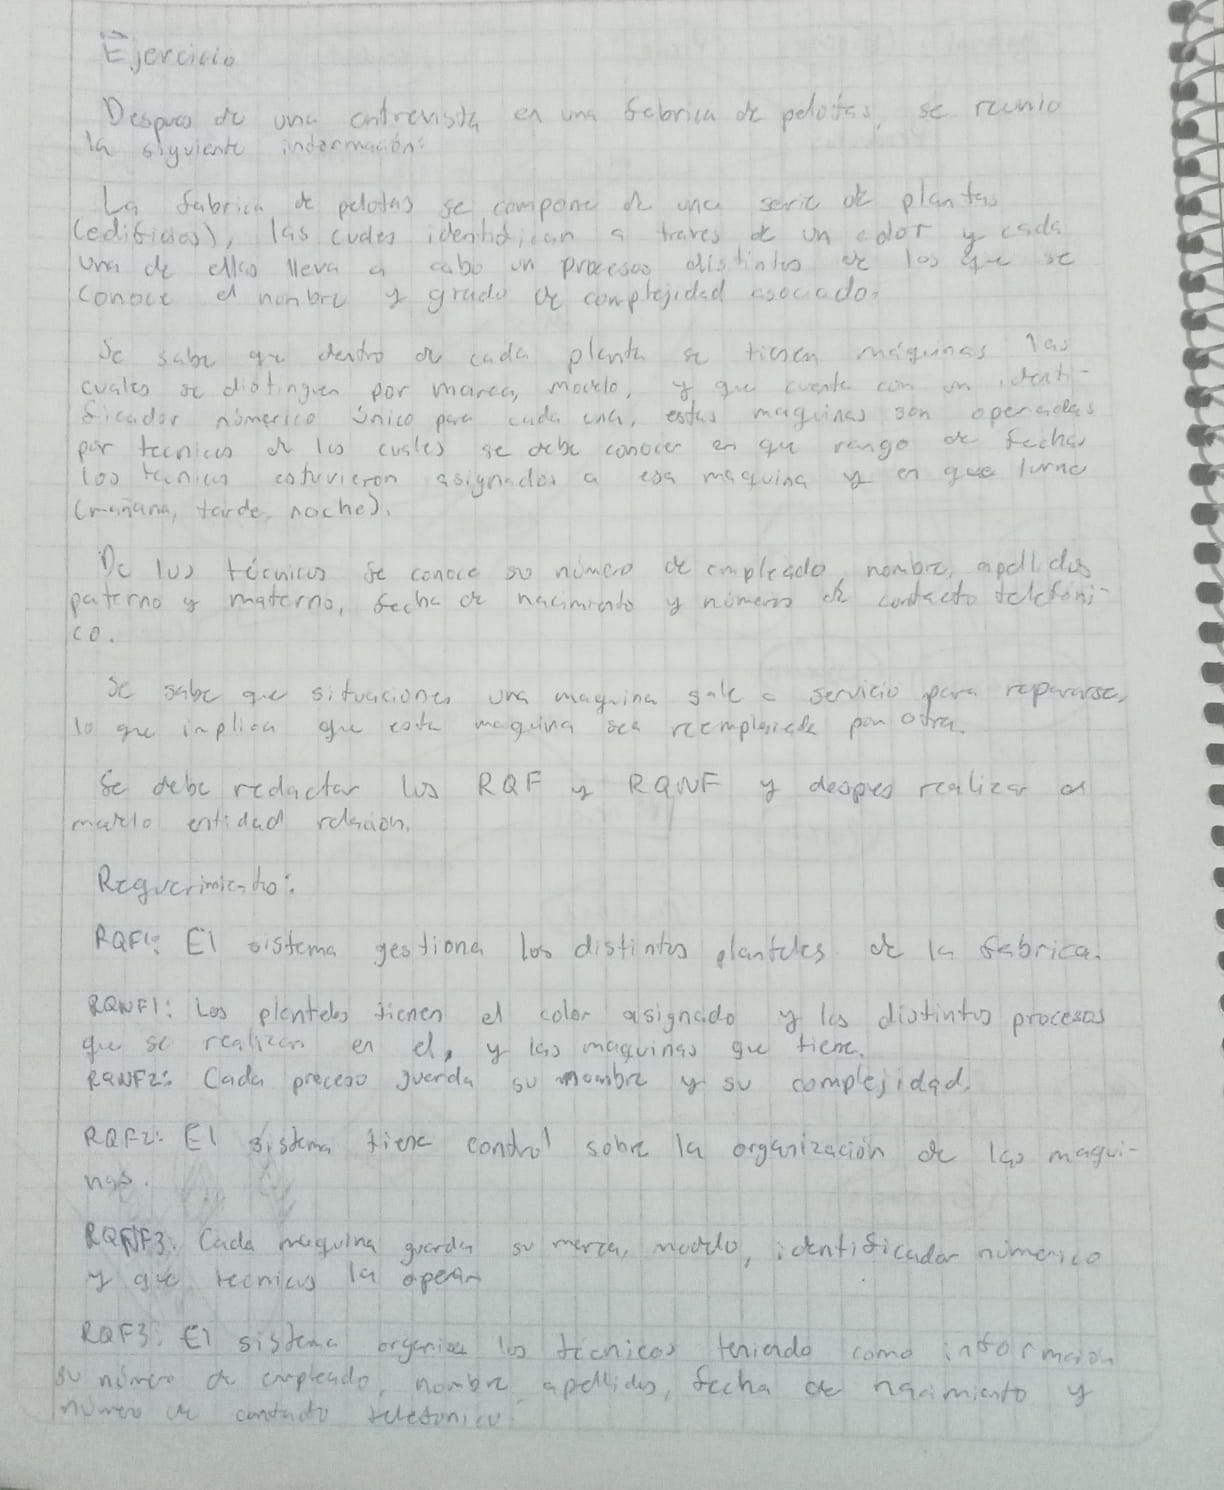 Ejercicio
Despues de una entrevista en una fabrica de pelotas, se reunio
la siguiente información:
La fabrica de pelotas se compone de una serie de plantas
(edificios), las cuales identifican a traves de un color y cada
una de ellas lleva a cabo un procesos distintos de los que se
conoce el nombre y grado de complejidad asociado.
Se sabe que dentro de cada planta se tienen máquinas las
cuales se distinguen por marca, modelo, y que cuenta con un identi-
ficador númerico único para cada una, estas maquinas son operadas
por tecnicos de los cuales se debe conocer en que rango de fechas
los tecnicos estuvieron asignados a esa maquina y en que turno
(mañana, tarde, noche).
De los técnicos se conoce su número de empleado, nombre, apellidos
paterno y materno, fecha de nacimiento y número de contacto telefóni-
co.
Se sabe que situaciones una maquina sale a servicio para repararse,
lo que implica que esta maquina sea reemplazada por otra.
Se debe redactar los RQF y RQNF y despues realizar el
modelo entidad relación.
Requerimiento:
RQF1: El sistema gestiona los distintos planteles de la fabrica.
RQNF1: Los planteles tienen el color asignado y los distintos procesos
que se realizan en el, y las maquinas que tiene.
RQNF2: Cada proceso guarda su nombre y su complejidad.
RQF2: El sistema tiene control sobre la organización de las maqui-
nas.
RQNF3: Cada maquina guarda su marca, modelo, identificador númerico
y que tecnicos la operan
RQF3: El sistema organiza los técnicos teniendo como información
su número de empleado, nombre, apellidos, fecha de nacimiento y
número de contacto telefonico.